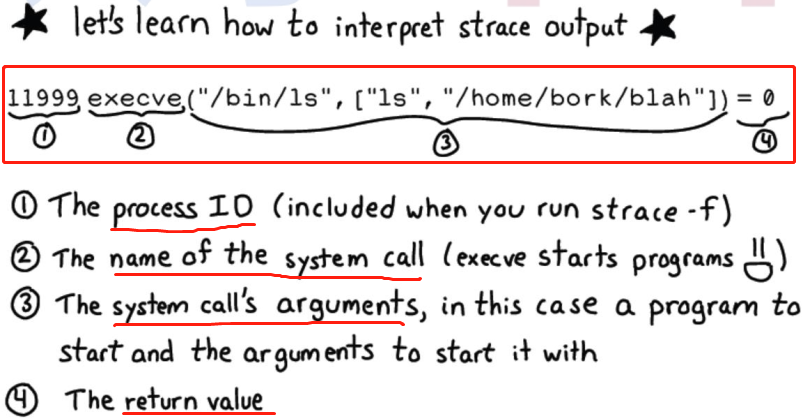 ★ let's learn how to interpret strace output ★
11999 execve("/bin/ls", ["ls", "/home/bork/blah"]) = 0
① ② ③ ④
① The process ID (included when you run strace -f)
② The name of the system call (execve starts programs)
③ The system call's arguments, in this case a program to
start and the arguments to start it with
④ The return value